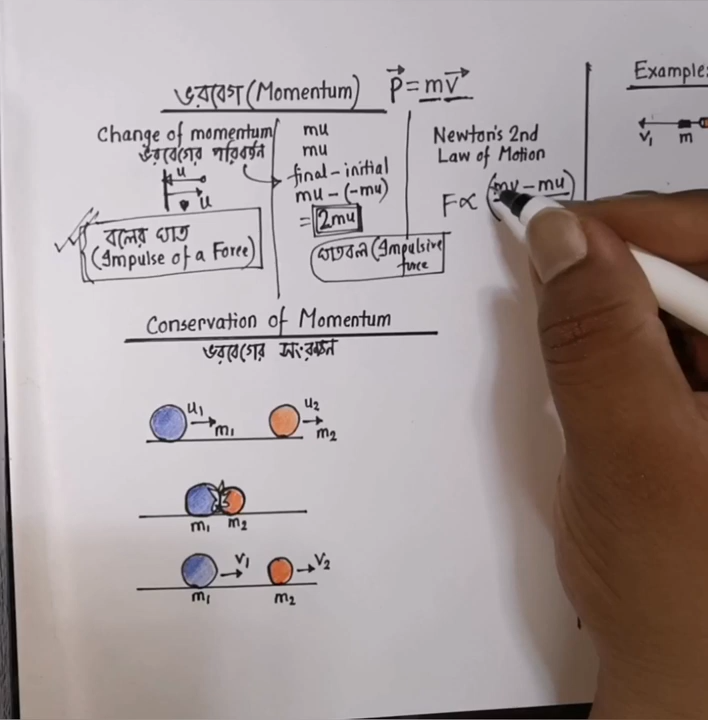 ভরবেগ (Momentum) P = mv
Change of momentum
ভরবেগের পরিবর্তন
u
u
বলের ঘাত
(Impulse of a Force)
mu
mu
final - initial
mu - (-mu)
= 2mu
ঘাতবল (Impulsive
force
Newton's 2nd
Law of Motion
F∝ (mv - mu)
Example:
v₁ m
Conservation of Momentum
ভরবেগের সংরক্ষণ
u₁ m₁ u₂ m₂
m₁ m₂
v₁ v₂
m₁ m₂